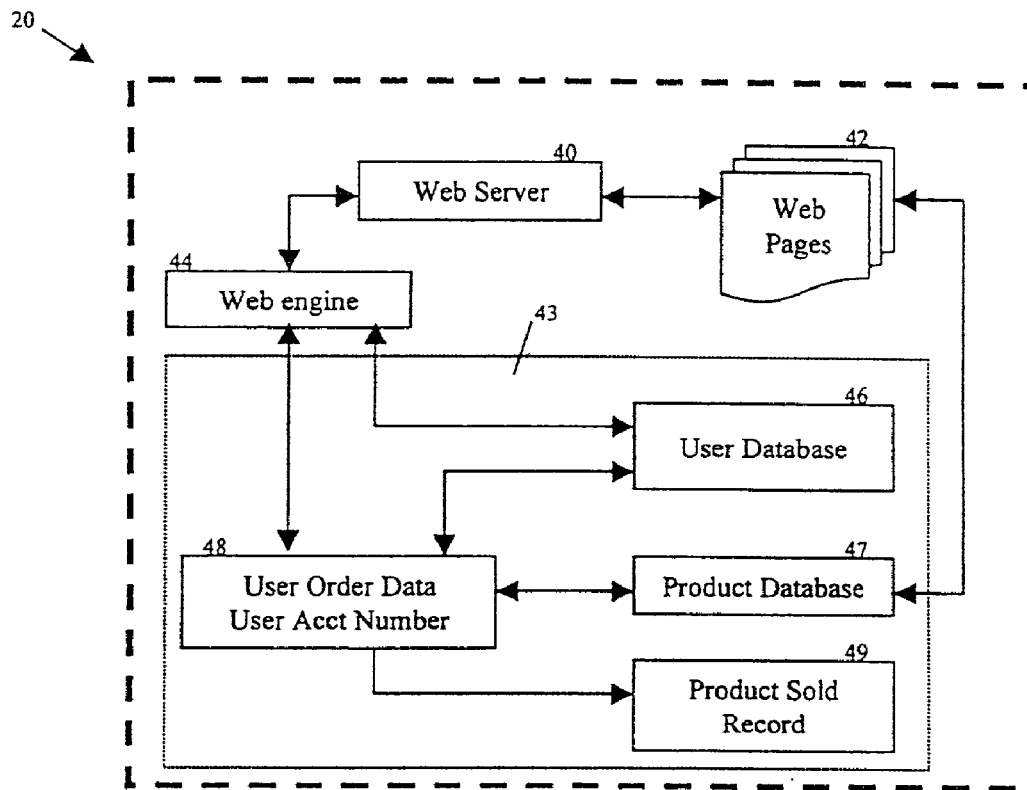 20
40
Web Server
42
Web
Pages
44
Web engine
43
46
User Database
48
User Order Data
User Acct Number
47
Product Database
49
Product Sold
Record